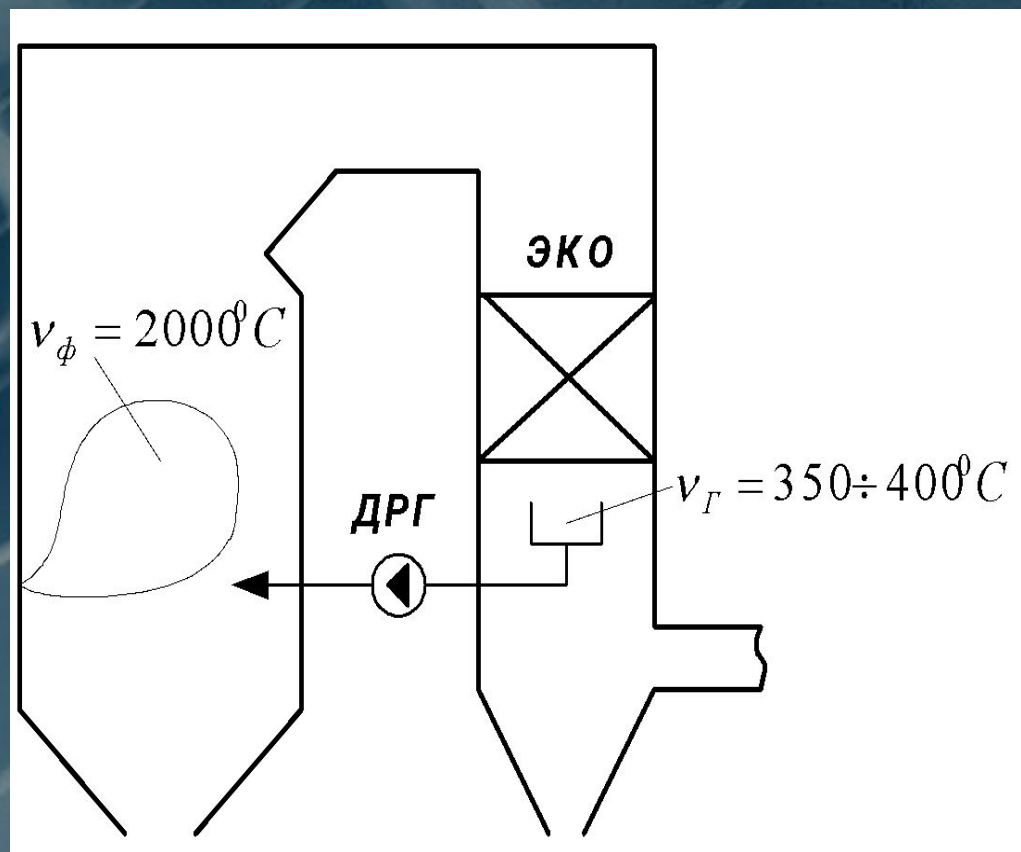 ЭКО
ν_ф = 2000⁰C
ν_Г = 350÷400⁰C
ДРГ